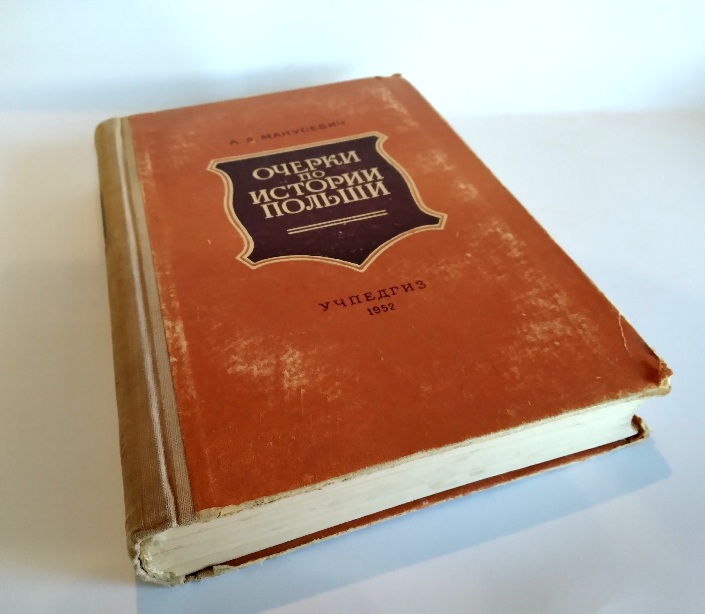 А. Я. МАНУСЕВИЧ
ОЧЕРКИ
ПО
ИСТОРИИ
ПОЛЬШИ
УЧПЕДГИЗ
1952